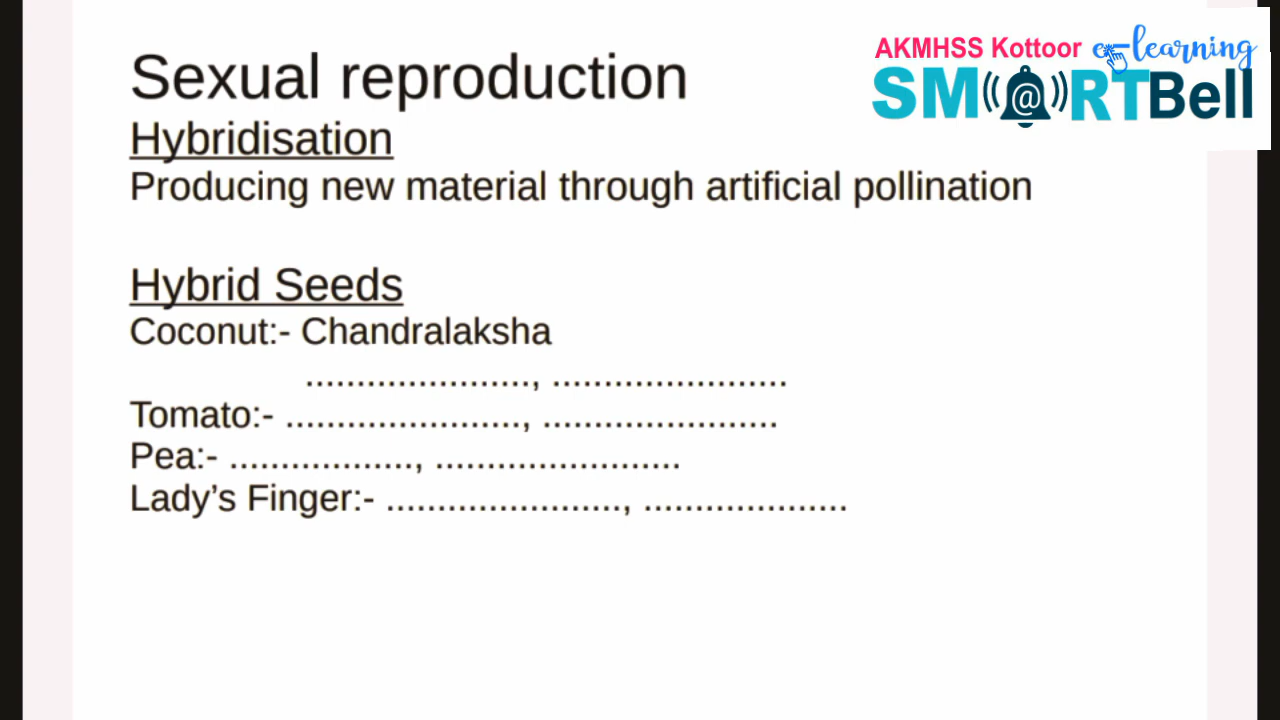 AKMHSS Kottoor e-learning
SM@RTBell
Sexual reproduction
Hybridisation
Producing new material through artificial pollination
Hybrid Seeds
Coconut:- Chandralaksha
......................, .......................
Tomato:- ......................., .......................
Pea:- .................., ........................
Lady’s Finger:- ......................., ....................